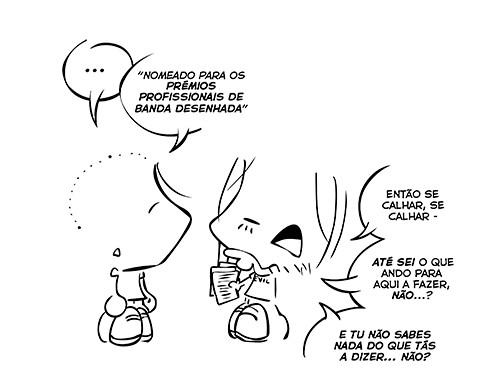 ...
"NOMEADO PARA OS
PRÉMIOS
PROFISSIONAIS DE
BANDA DESENHADA"
ENTÃO SE
CALHAR, SE
CALHAR -
ATÉ SEI O QUE
ANDO PARA
AQUI A FAZER,
NÃO...?
E TU NÃO SABES
NADA DO QUE TÁS
A DIZER... NÃO?
EVIL